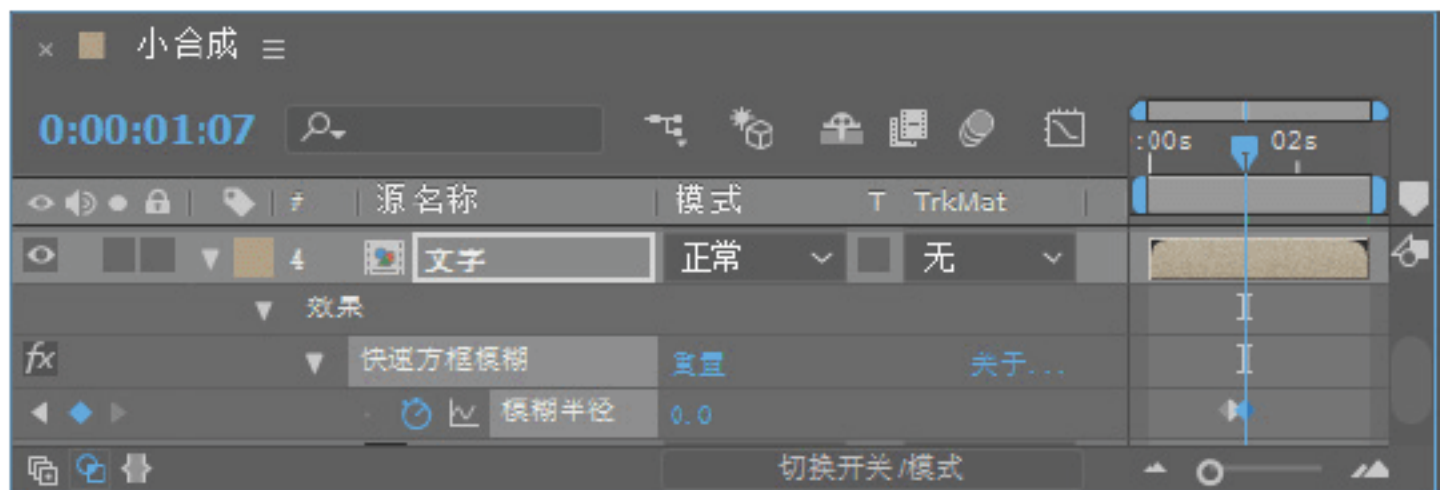 × 小合成 ≡
0:00:01:07
:00s 02s
# 源名称 模式 T TrkMat
4 文字 正常 无
效果
fx 快速方框模糊 重置 关于...
模糊半径 0.0
切换开关/模式